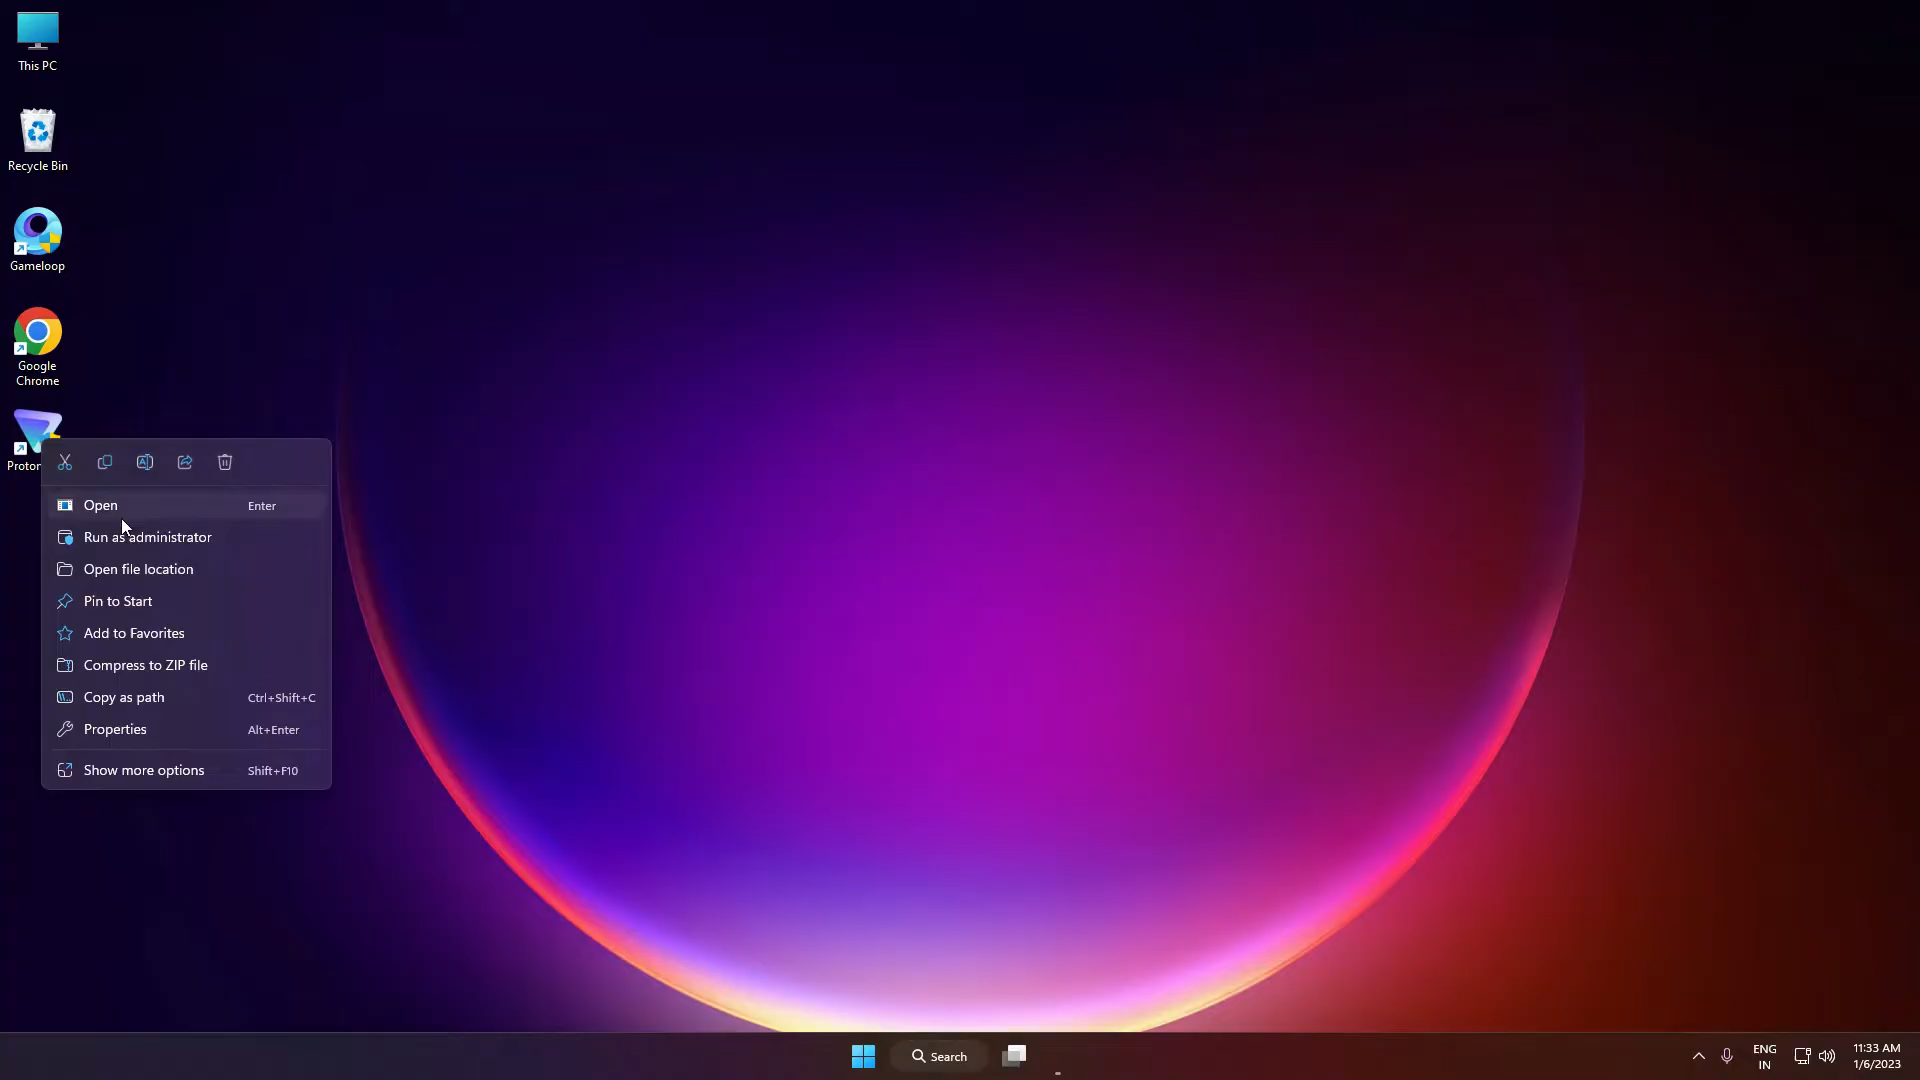 This PC
Recycle Bin
Gameloop
Google
Chrome
Open Enter
Run as administrator
Open file location
Pin to Start
Add to Favorites
Compress to ZIP file
Copy as path Ctrl+Shift+C
Properties Alt+Enter
Show more options Shift+F10
Search
ENG
IN
11:33 AM
1/6/2023